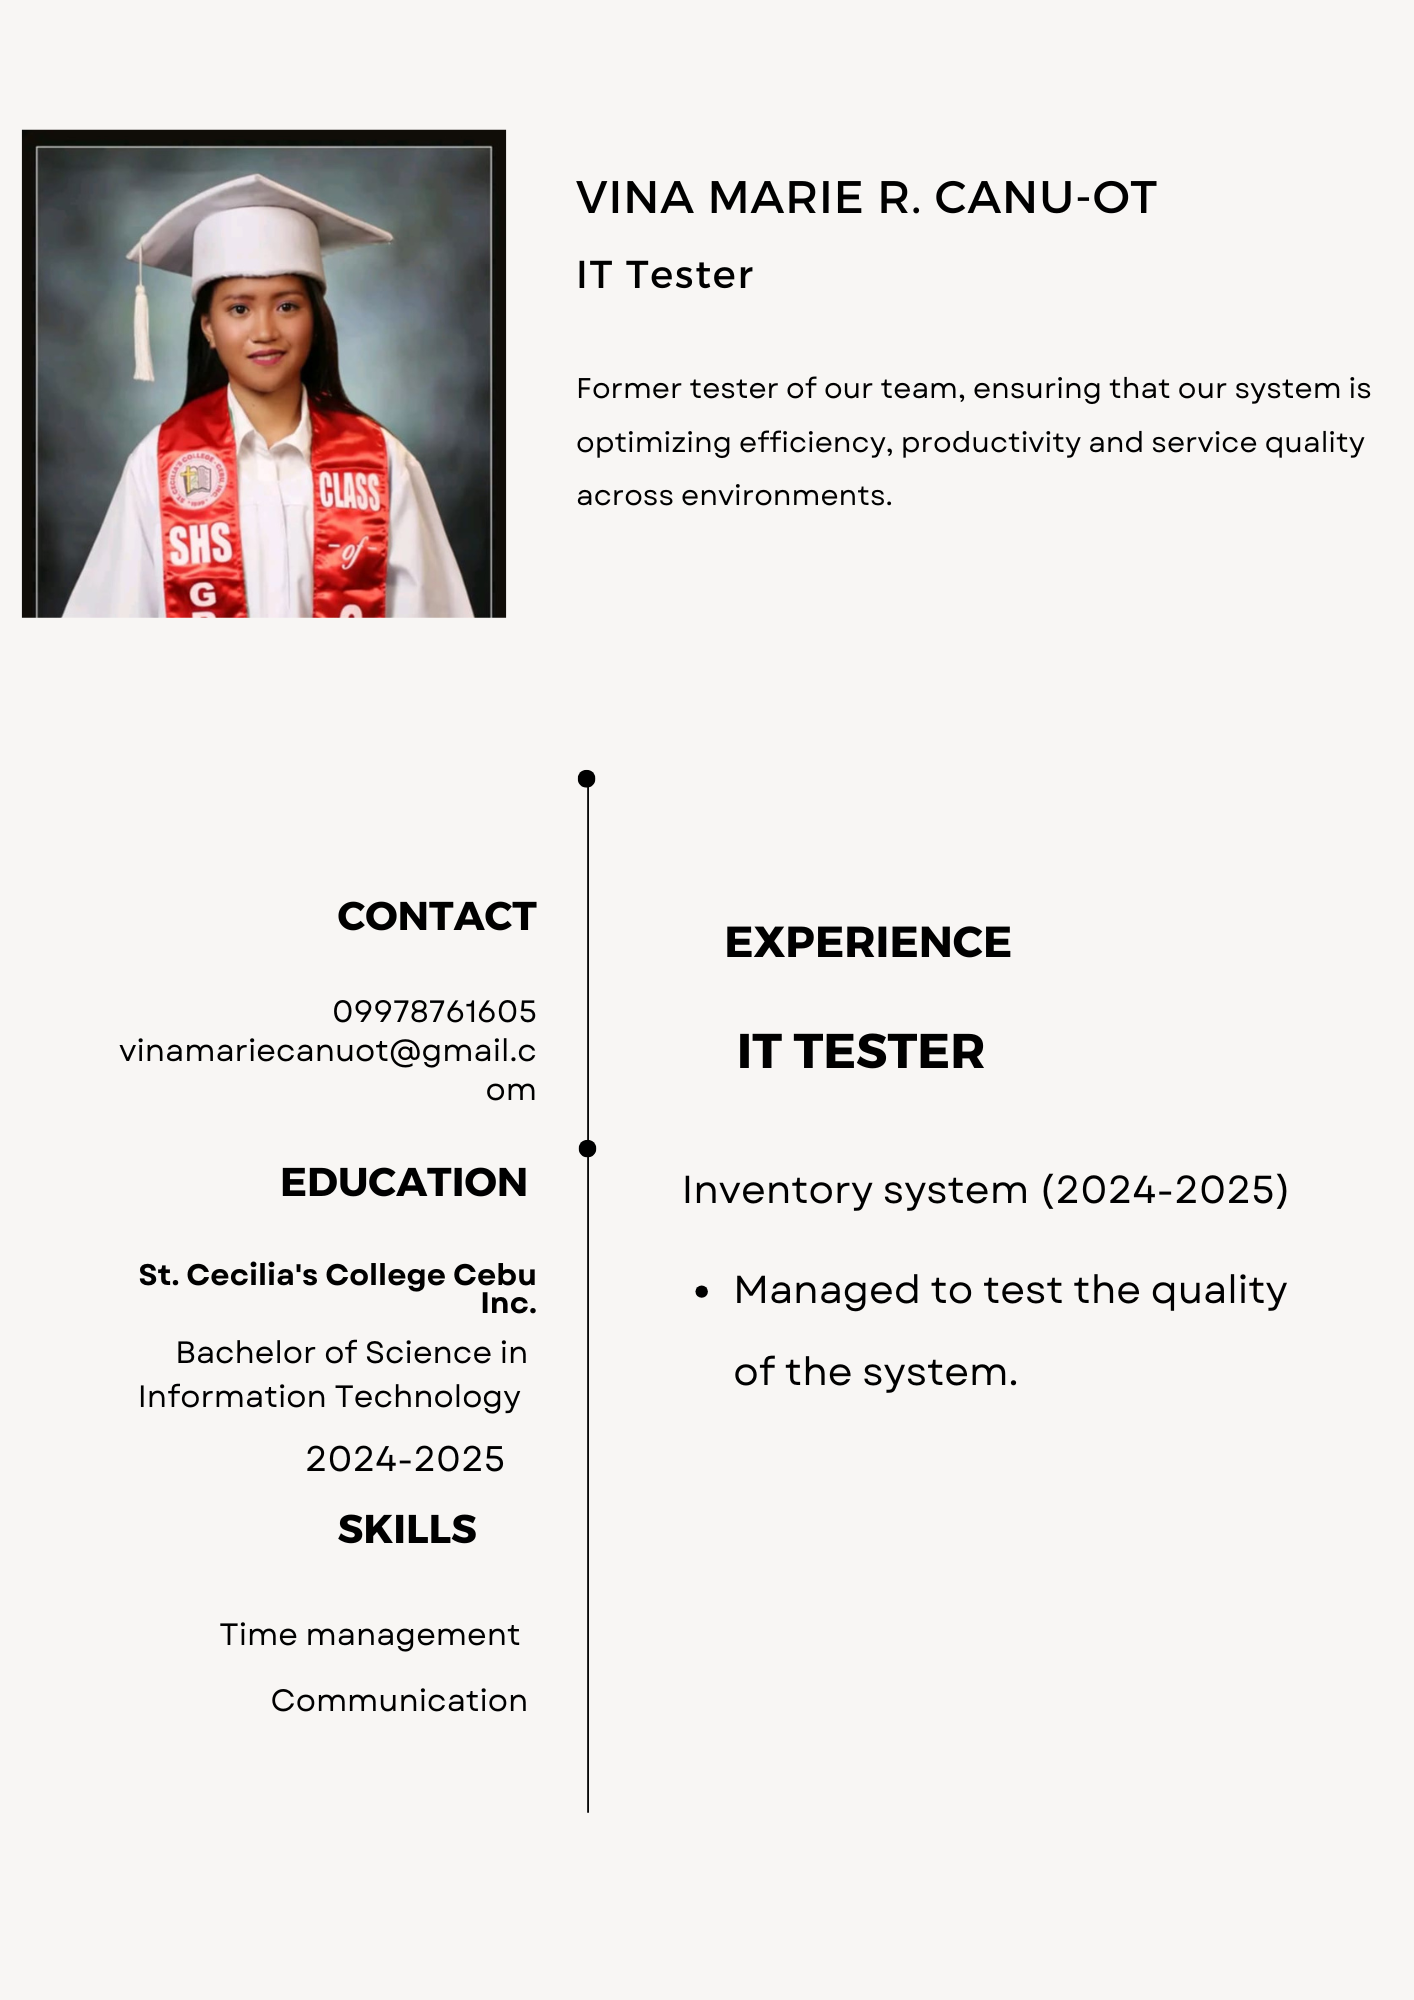 VINA MARIE R. CANU-OT
IT Tester
Former tester of our team, ensuring that our system is
optimizing efficiency, productivity and service quality
across environments.
SHS
G
CLASS
of
CONTACT
09978761605
vinamariecanuot@gmail.c
om
EDUCATION
St. Cecilia's College Cebu
Inc.
Bachelor of Science in
Information Technology
2024-2025
SKILLS
Time management
Communication
EXPERIENCE
IT TESTER
Inventory system (2024-2025)
• Managed to test the quality
of the system.